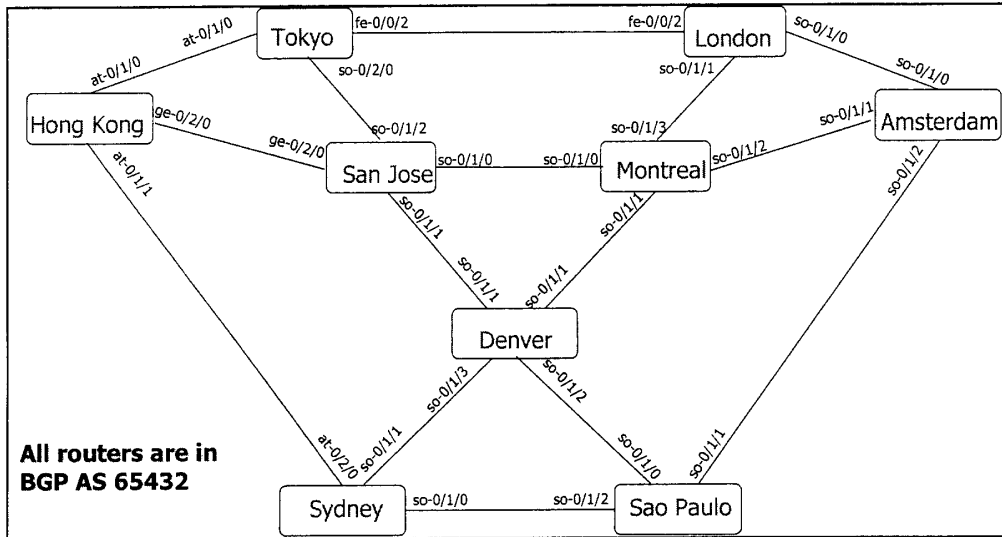 at-0/1/0
Tokyo
fe-0/0/2
fe-0/0/2
London
so-0/1/0
at-0/1/0
so-0/2/0
so-0/1/1
so-0/1/0
Hong Kong
ge-0/2/0
so-0/1/2
so-0/1/3
so-0/1/1
Amsterdam
ge-0/2/0
San Jose
so-0/1/0
so-0/1/0
Montreal
so-0/1/2
at-0/1/1
so-0/1/1
so-0/1/1
so-0/1/2
so-0/1/1
so-0/1/1
Denver
so-0/1/3
so-0/1/2
All routers are in
BGP AS 65432
at-0/2/0
so-0/1/1
so-0/1/0
so-0/1/1
Sydney
so-0/1/0
so-0/1/2
Sao Paulo